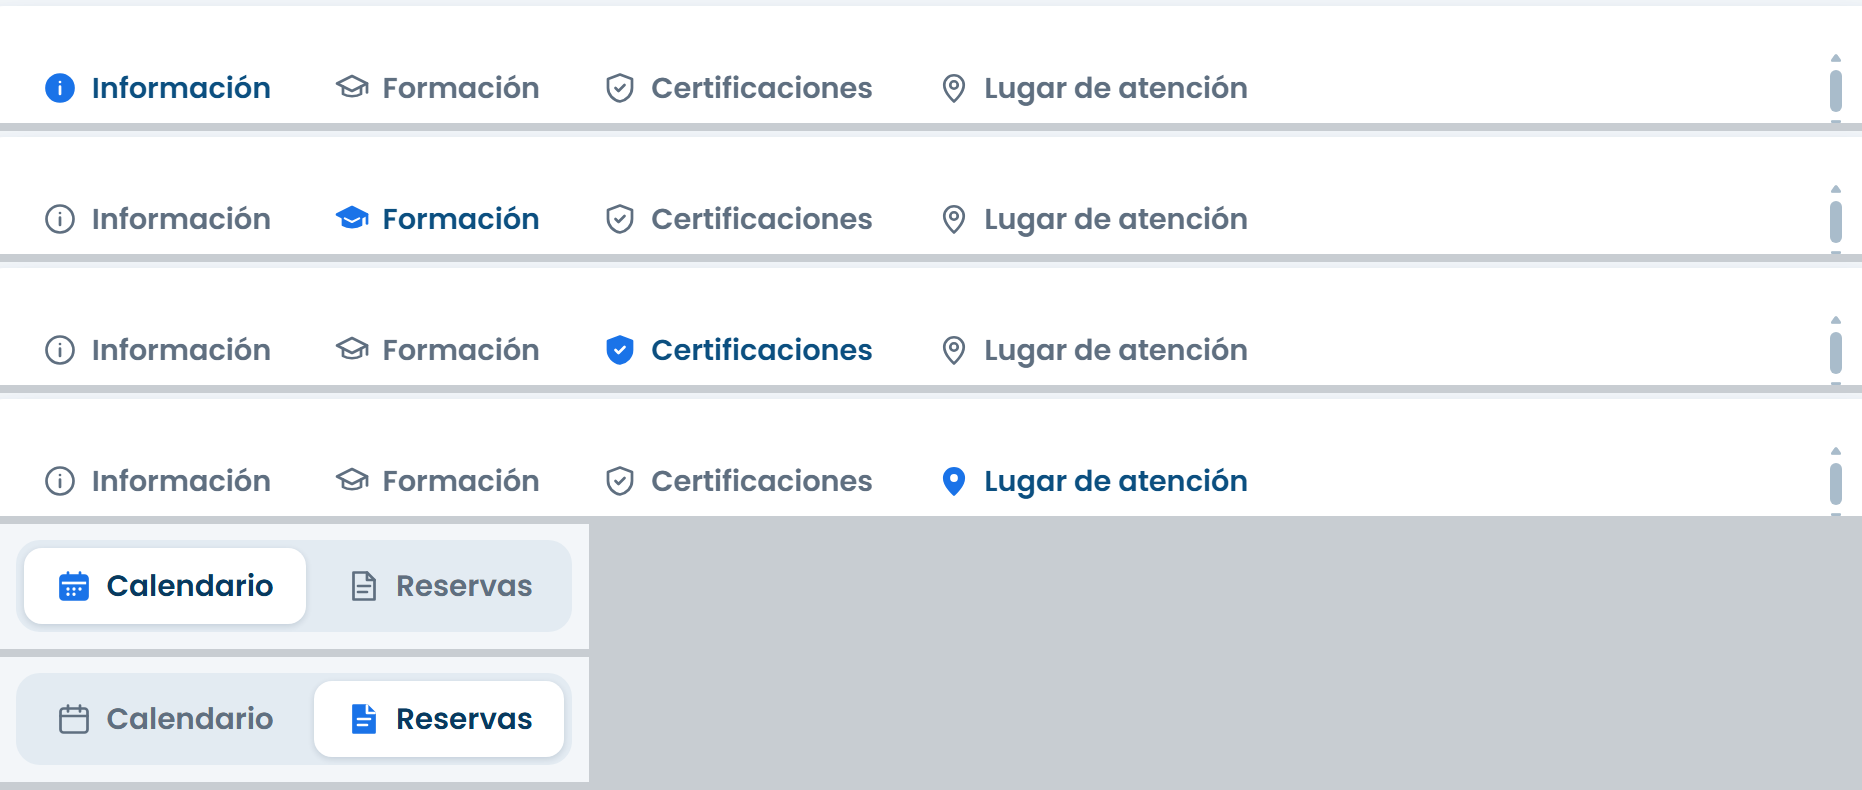 Información Formación Certificaciones Lugar de atención
Información Formación Certificaciones Lugar de atención
Información Formación Certificaciones Lugar de atención
Información Formación Certificaciones Lugar de atención
Calendario Reservas
Calendario Reservas